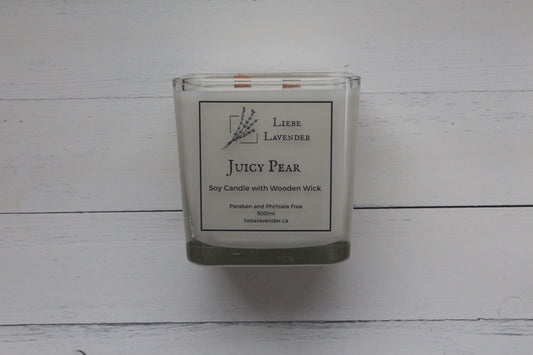 Liebe
Lavender
Juicy Pear
Soy Candle with Wooden Wick
Paraben and Phthlate Free
500ml
liebelavender.ca